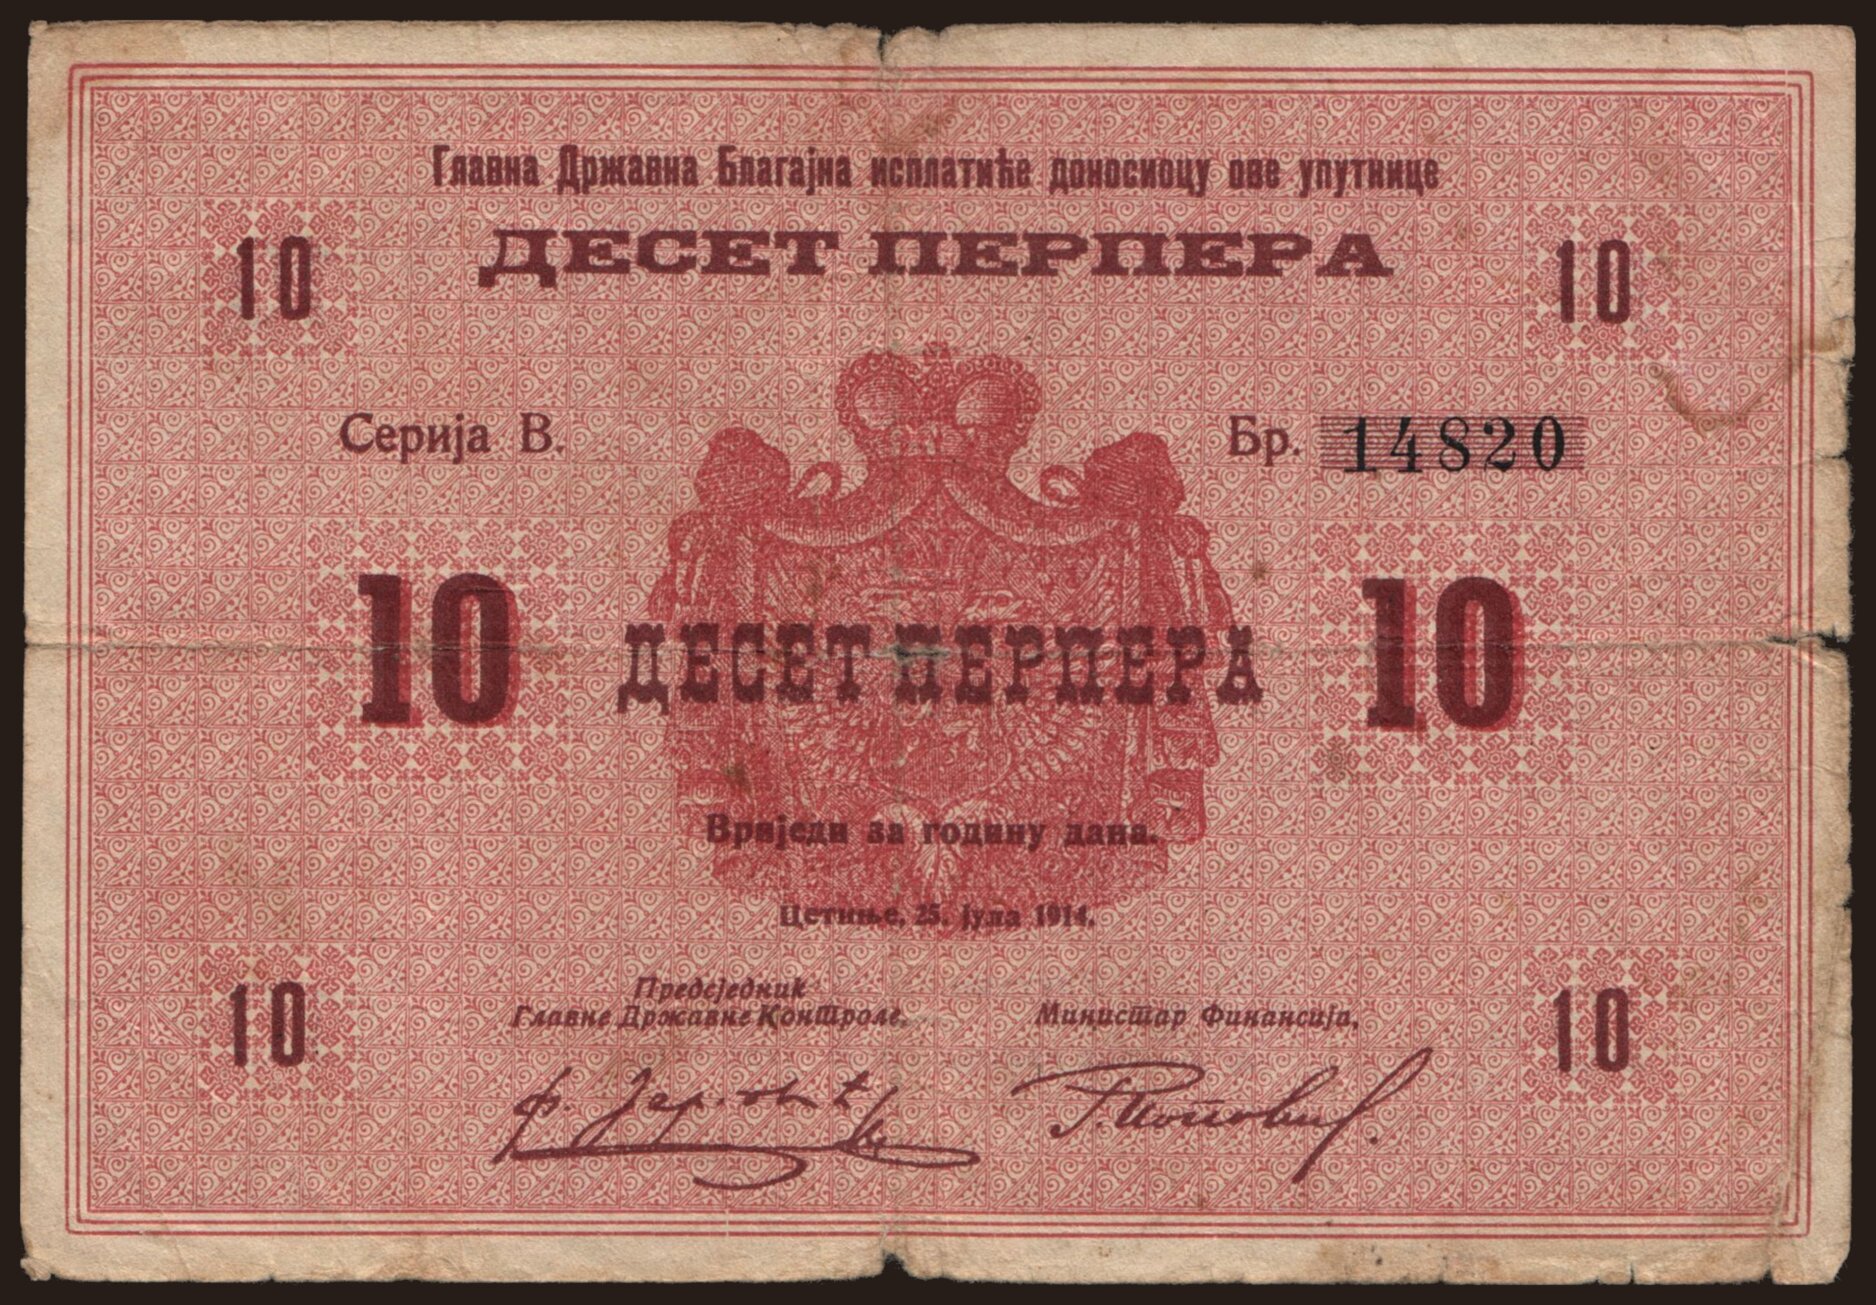 Главна Државна Благајна исплатиће доносиоцу ове упутнице
10 ДЕСЕТ ПЕРПЕРА 10
Серија В. Бр. 14820
10 ДЕСЕТ ПЕРПЕРА 10
Вриједи за годину дана.
Цетиње, 25. јула 1914.
Предсједник
Главне Државне Контроле, Министар Финансија,
10 10
Г. Поповић.